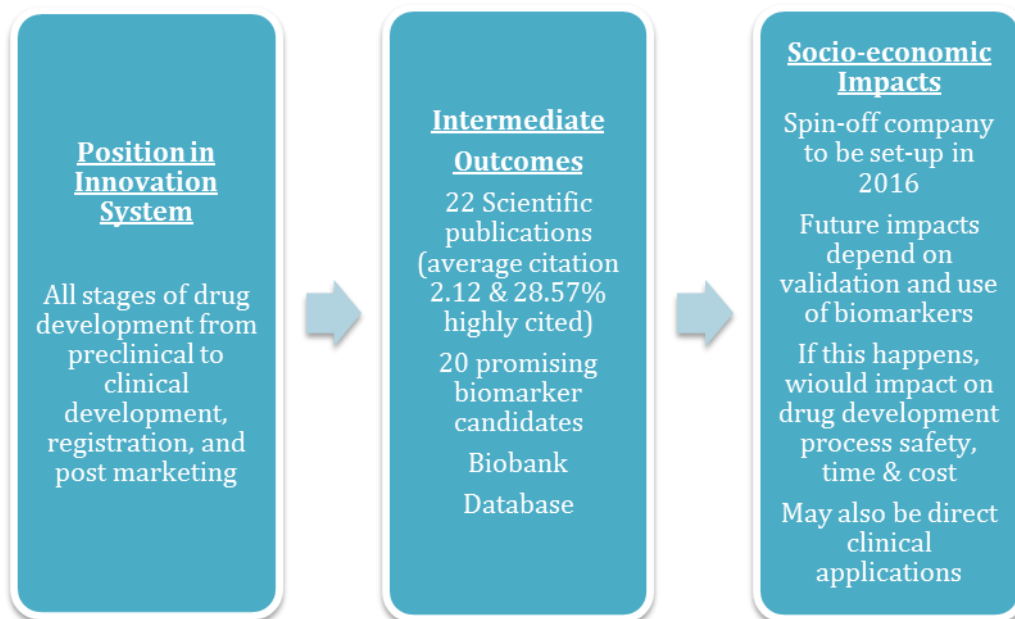 Position in
Innovation
System
All stages of drug
development from
preclinical to
clinical
development,
registration, and
post marketing
Intermediate
Outcomes
22 Scientific
publications
(average citation
2.12 & 28.57%
highly cited)
20 promising
biomarker
candidates
Biobank
Database
Socio-economic
Impacts
Spin-off company
to be set-up in
2016
Future impacts
depend on
validation and use
of biomarkers
If this happens,
wiould impact on
drug development
process safety,
time & cost
May also be direct
clinical
applications